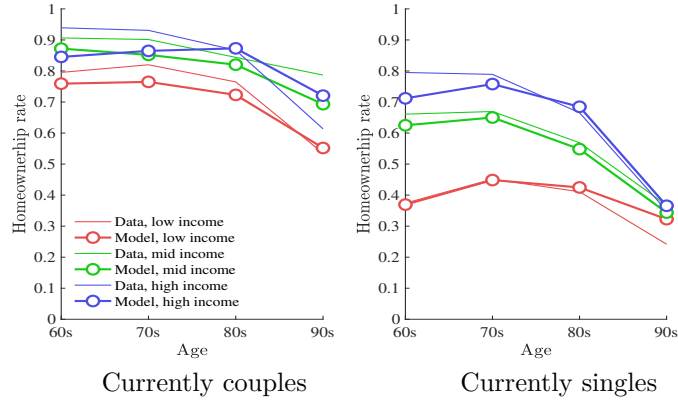 1
0.9
0.8
0.7
0.6
0.5
0.4
0.3
0.2
0.1
0
Homeownerhip rate
Data, low income
Model, low income
Data, mid income
Model, mid income
Data, high income
Model, high income
60s 70s 80s 90s
Age
Currently couples
1
0.9
0.8
0.7
0.6
0.5
0.4
0.3
0.2
0.1
0
Homeownerhip rate
60s 70s 80s 90s
Age
Currently singles